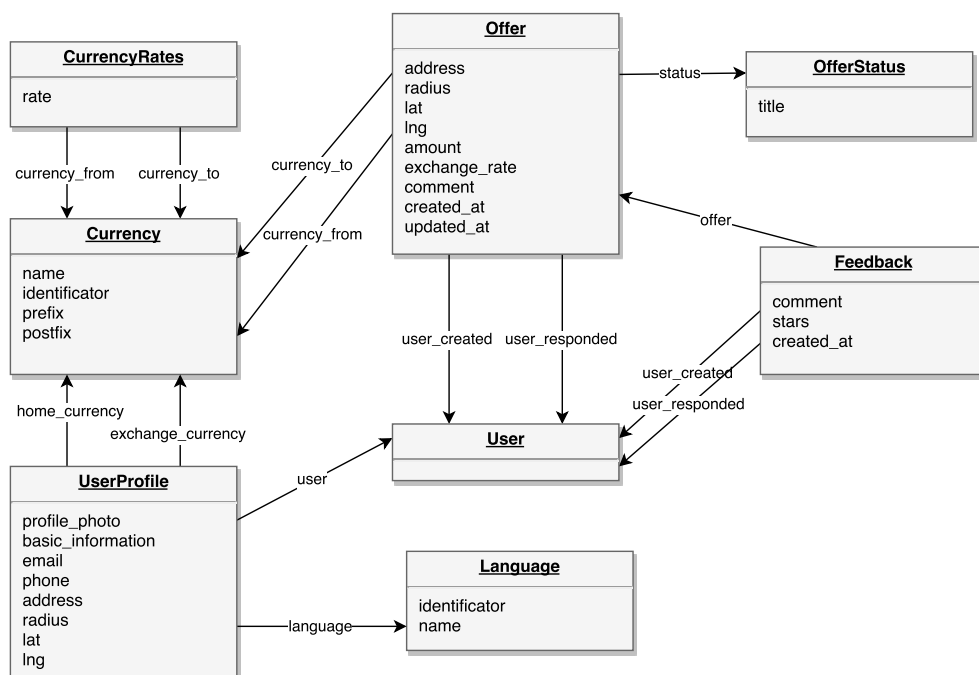 CurrencyRates
rate
currency_from
currency_to
Currency
name
identificator
prefix
postfix
home_currency
exchange_currency
UserProfile
profile_photo
basic_information
email
phone
address
radius
lat
lng
Offer
address
radius
lat
lng
amount
exchange_rate
comment
created_at
updated_at
currency_to
currency_from
status
OfferStatus
title
offer
Feedback
comment
stars
created_at
user_created
user_responded
user_created
user_responded
User
user
language
Language
identificator
name